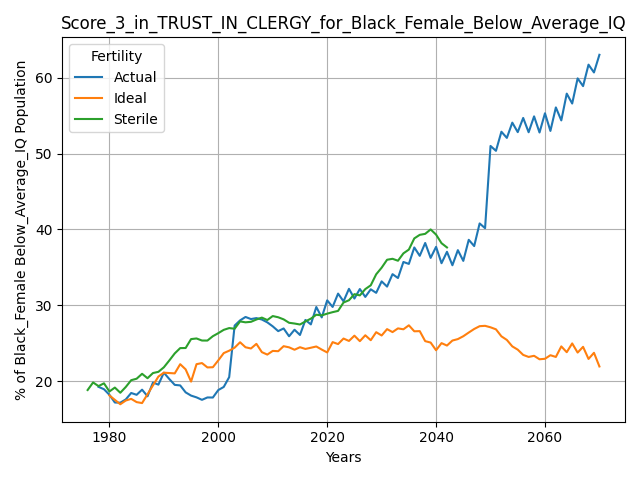 Score_3_in_TRUST_IN_CLERGY_for_Black_Female_Below_Average_IQ
Fertility
Actual
Ideal
Sterile
% of Black_Female Below_Average_IQ Population
60
50
40
30
20
1980
2000
2020
2040
2060
Years